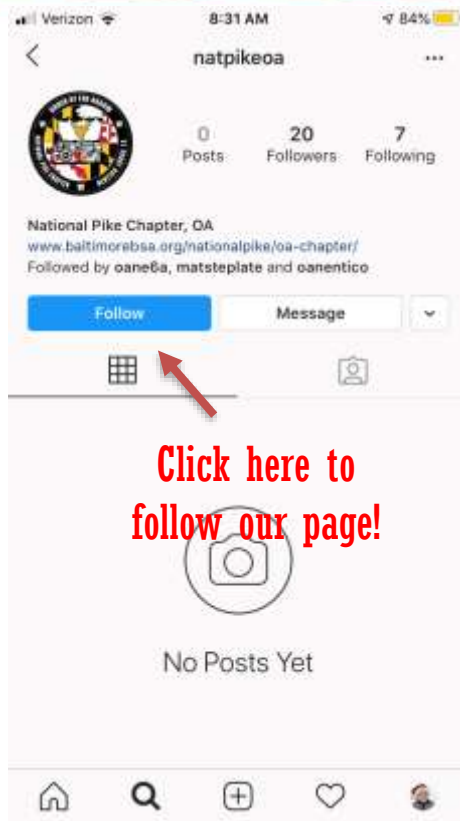 Verizon 8:31 AM 84%
natpikeoa
0 20 7
Posts Followers Following
National Pike Chapter, OA
www.baltimorebsa.org/nationalpike/oa-chapter/
Followed by oane6a, matsteplate and oanentico
Follow Message
Click here to
follow our page!
No Posts Yet